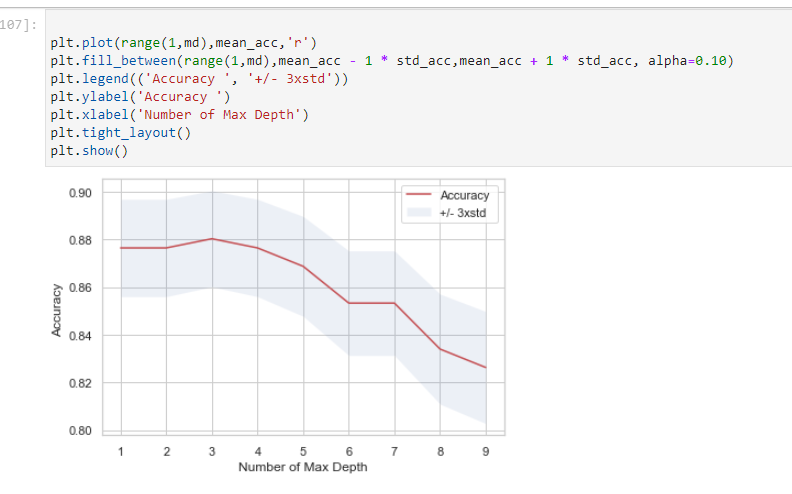 107]:
plt.plot(range(1,md),mean_acc,'r')
plt.fill_between(range(1,md),mean_acc - 1 * std_acc,mean_acc + 1 * std_acc, alpha=0.10)
plt.legend(('Accuracy ', '+/- 3xstd'))
plt.ylabel('Accuracy ')
plt.xlabel('Number of Max Depth')
plt.tight_layout()
plt.show()
0.90
0.88
0.86
0.84
0.82
0.80
Accuracy
Accuracy
+/- 3xstd
1 2 3 4 5 6 7 8 9
Number of Max Depth